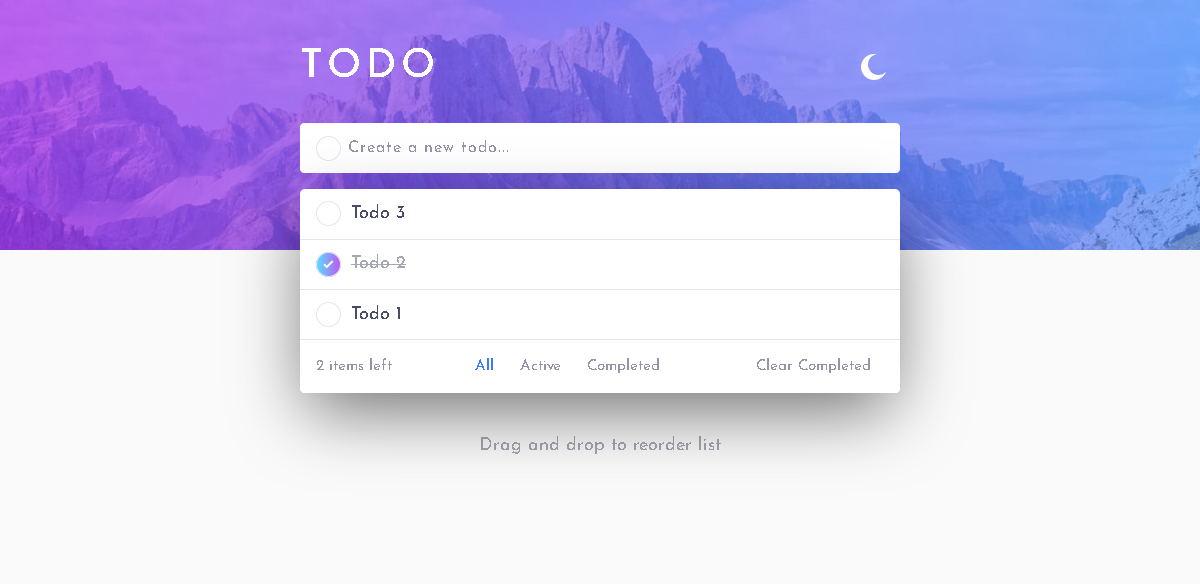 TODO
Create a new todo...
Todo 3
Todo 2
Todo 1
2 items left All Active Completed Clear Completed
Drag and drop to reorder list